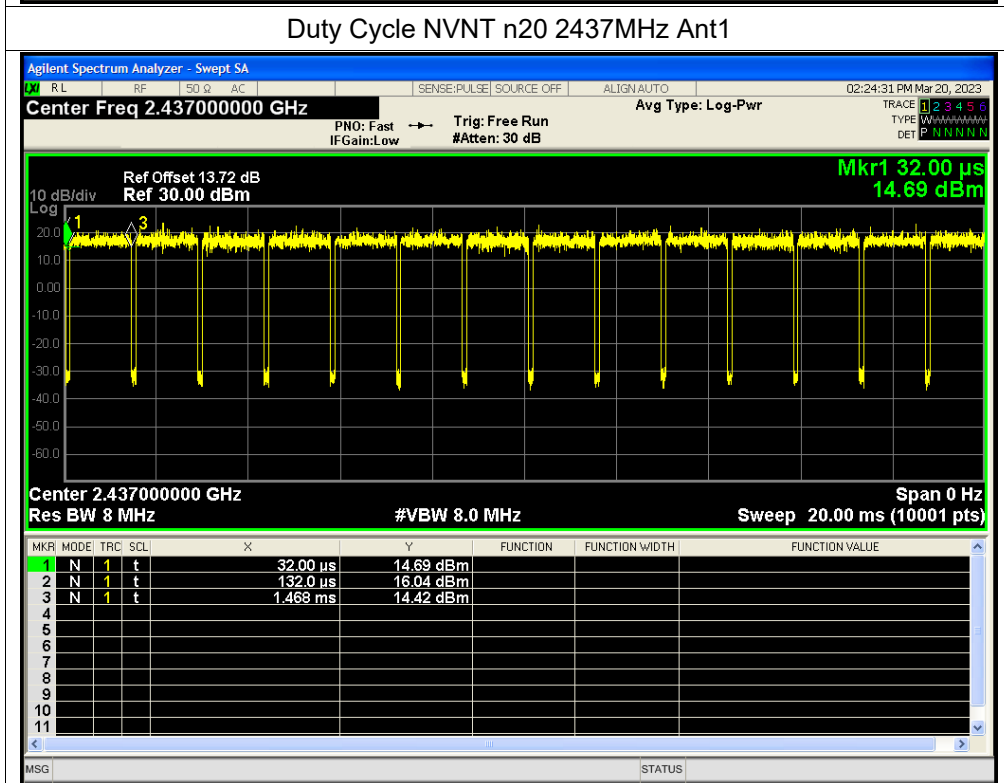 Duty Cycle NVNT n20 2437MHz Ant1
Agilent Spectrum Analyzer - Swept SA
LXI RL RF 50 Ω AC SENSE:PULSE SOURCE OFF ALIGN AUTO 02:24:31 PM Mar 20, 2023
Center Freq 2.437000000 GHz Avg Type: Log-Pwr TRACE 1 2 3 4 5 6
PNO: Fast Trig: Free Run TYPE WWWWWW
IFGain:Low #Atten: 30 dB DET P N N N N N
Mkr1 32.00 µs
Ref Offset 13.72 dB
10 dB/div Ref 30.00 dBm 14.69 dBm
Log
1 3
20.0
10.0
0.00
-10.0
-20.0
-30.0
-40.0
-50.0
-60.0
Center 2.437000000 GHz Span 0 Hz
Res BW 8 MHz #VBW 8.0 MHz Sweep 20.00 ms (10001 pts)
MKR MODE TRC SCL X Y FUNCTION FUNCTION WIDTH FUNCTION VALUE
1 N 1 t 32.00 µs 14.69 dBm
2 N 1 t 132.0 µs 16.04 dBm
3 N 1 t 1.468 ms 14.42 dBm
4
5
6
7
8
9
10
11
MSG STATUS